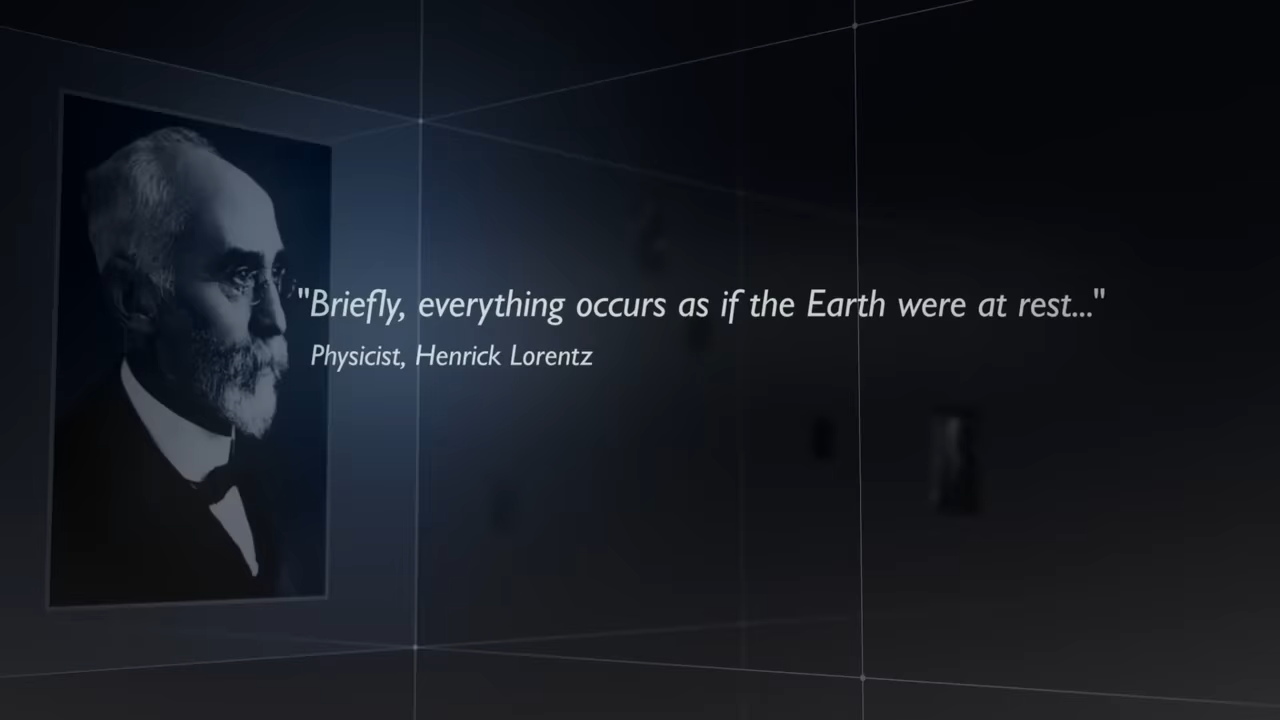 "Briefly, everything occurs as if the Earth were at rest..."
Physicist, Henrick Lorentz